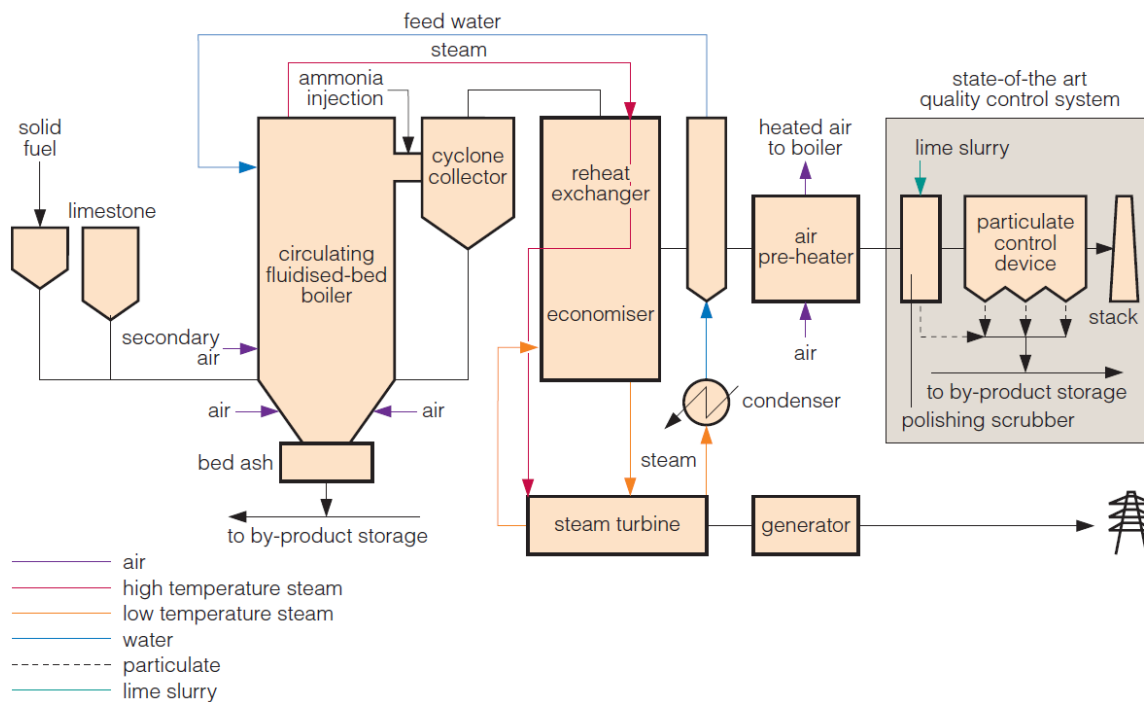 feed water
steam
ammonia
injection
state-of-the art
quality control system
solid
fuel
limestone
cyclone
collector
reheat
exchanger
heated air
to boiler
lime slurry
circulating
fluidised-bed
boiler
air
pre-heater
particulate
control
device
economiser
stack
secondary
air
air
air
air
condenser
to by-product storage
polishing scrubber
bed ash
steam
steam turbine
generator
to by-product storage
air
high temperature steam
low temperature steam
water
particulate
lime slurry